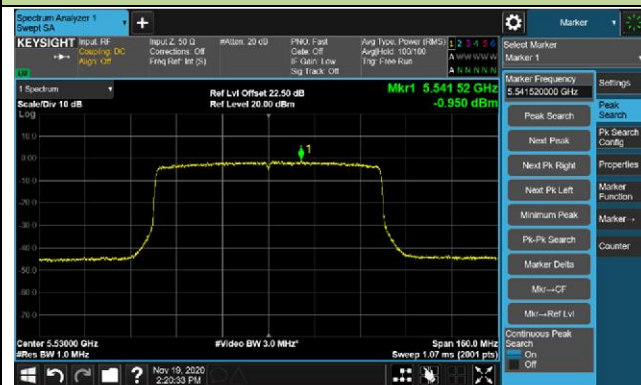 Spectrum Analyzer 1
Swept SA
+
Marker
KEYSIGHT
Input: RF
Coupling: DC
Align: Off
Input Z: 50 Ω
Corrections: Off
Freq Ref: Int (S)
#Atten: 20 dB
PNO: Fast
Gate: Off
IF Gain: Low
Sig Track: Off
Avg Type: Power (RMS)
Avg|Hold: 100/100
Trig: Free Run
1 2 3 4 5 6
A W W W W W
A N N N N N
Select Marker
Marker 1
1 Spectrum
Scale/Div 10 dB
Log
Ref Lvl Offset 22.50 dB
Ref Level 20.00 dBm
Mkr1 5.541 52 GHz
-0.950 dBm
10.0
0.00
-10.0
-20.0
-30.0
-40.0
-50.0
-60.0
-70.0
1
Center 5.53000 GHz
#Res BW 1.0 MHz
#Video BW 3.0 MHz*
Span 160.0 MHz
Sweep 1.07 ms (2001 pts)
Marker Frequency
5.541520000 GHz
Peak Search
Next Peak
Next Pk Right
Next Pk Left
Minimum Peak
Pk-Pk Search
Marker Delta
Mkr→CF
Mkr→Ref Lvl
Continuous Peak
Search
On
Off
Settings
Peak
Search
Pk Search
Config
Properties
Marker
Function
Marker→
Counter
?
Nov 19, 2020
2:20:33 PM